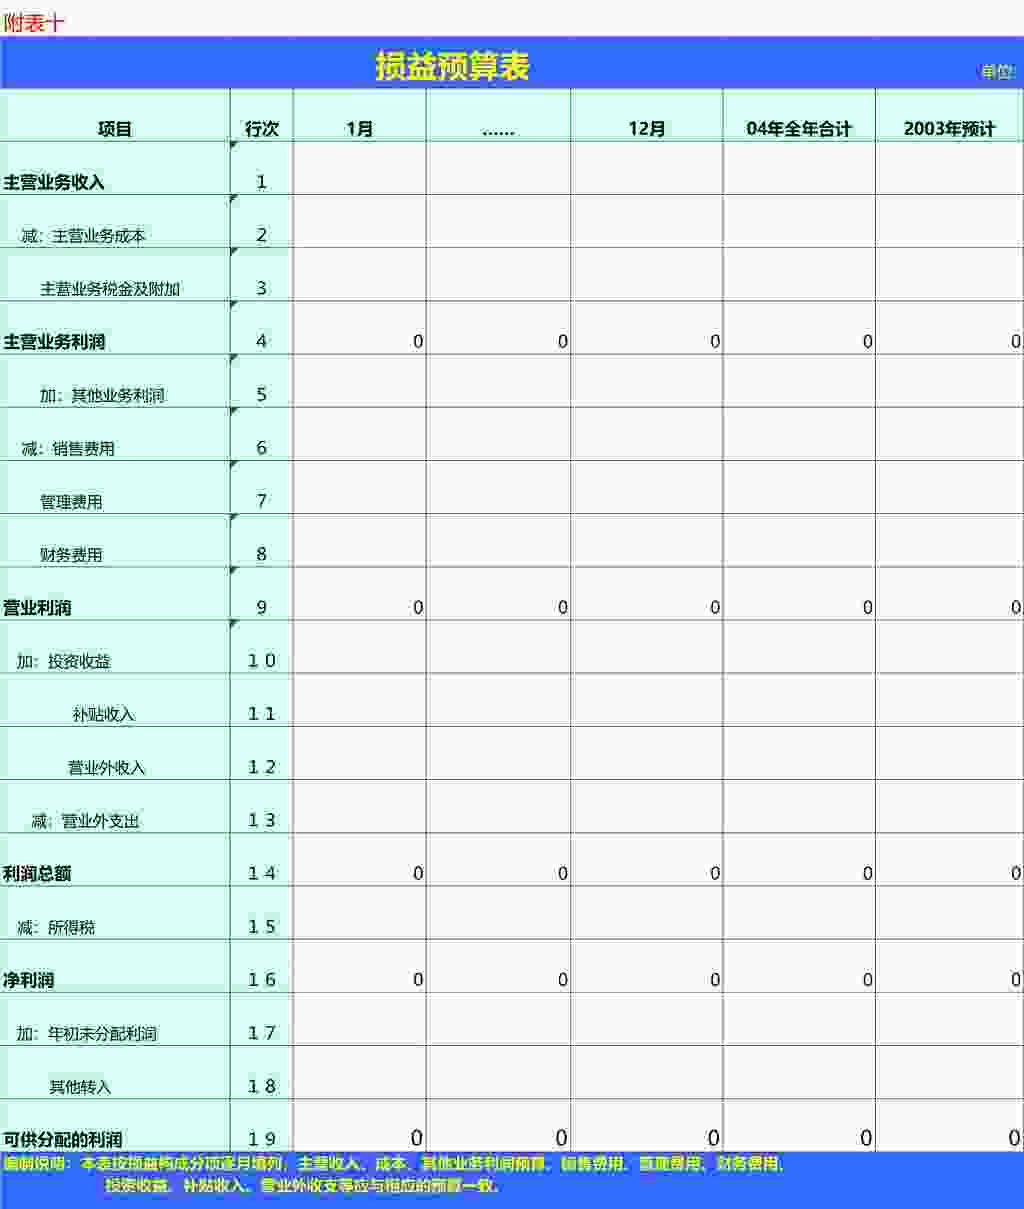 附表十
损益预算表
单位:
项目 行次 1月 …… 12月 04年全年合计 2003年预计
主营业务收入 1
减：主营业务成本 2
主营业务税金及附加 3
主营业务利润 4 0 0 0 0 0
加：其他业务利润 5
减：销售费用 6
管理费用 7
财务费用 8
营业利润 9 0 0 0 0 0
加：投资收益 10
补贴收入 11
营业外收入 12
减：营业外支出 13
利润总额 14 0 0 0 0 0
减：所得税 15
净利润 16 0 0 0 0 0
加：年初未分配利润 17
其他转入 18
可供分配的利润 19 0 0 0 0 0
编制说明：本表按损益构成分项逐月填列，主营收入、成本、其他业务利润预算，销售费用、管理费用、财务费用、
投资收益、补贴收入、营业外收支等应与相应的预算一致。